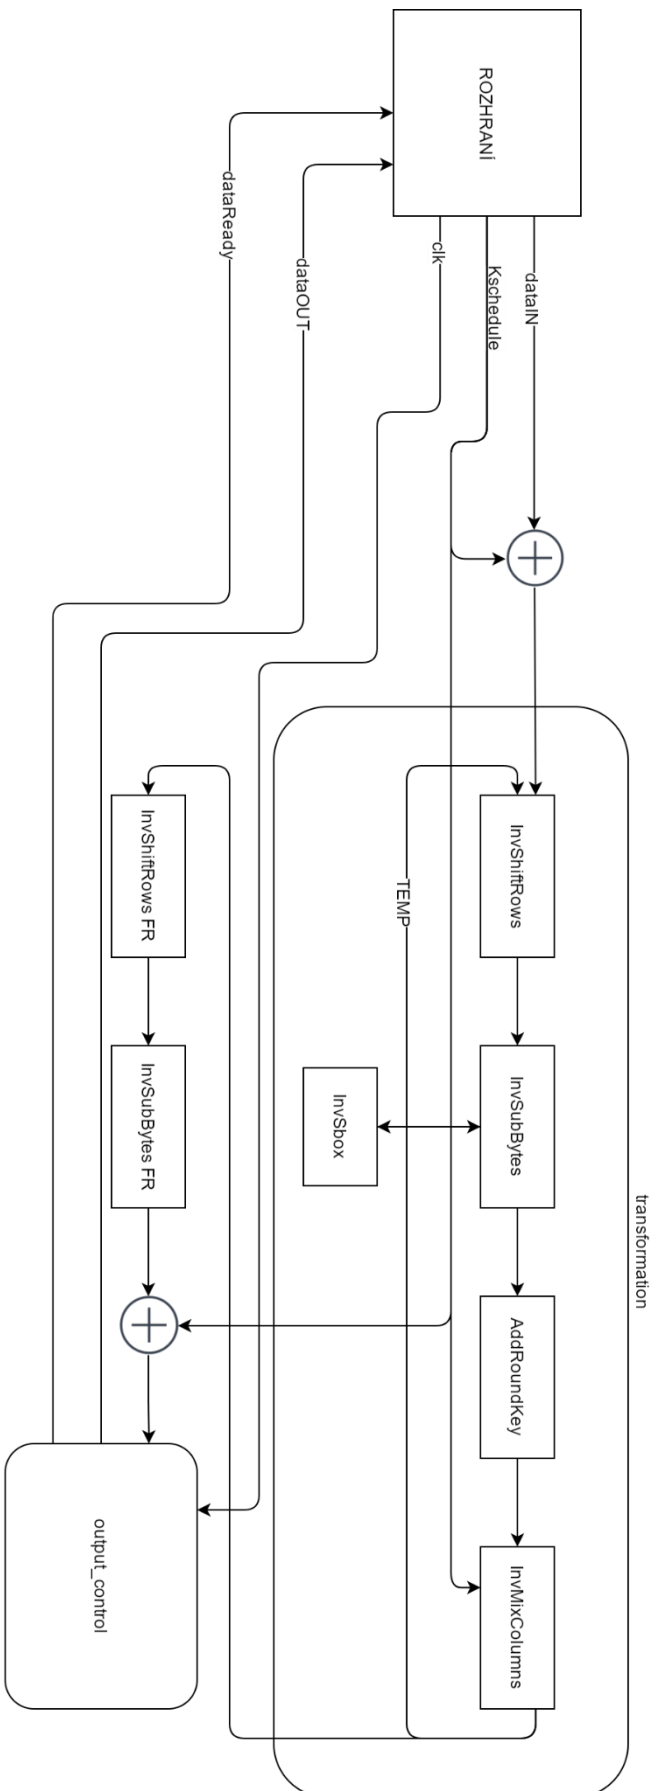 ROZHRANÍ
dataIN
Kschedule
clk
dataOUT
dataReady
transformation
InvShiftRows
InvSubBytes
AddRoundKey
InvMixColumns
TEMP
InvSbox
InvShiftRows FR
InvSubBytes FR
output_control